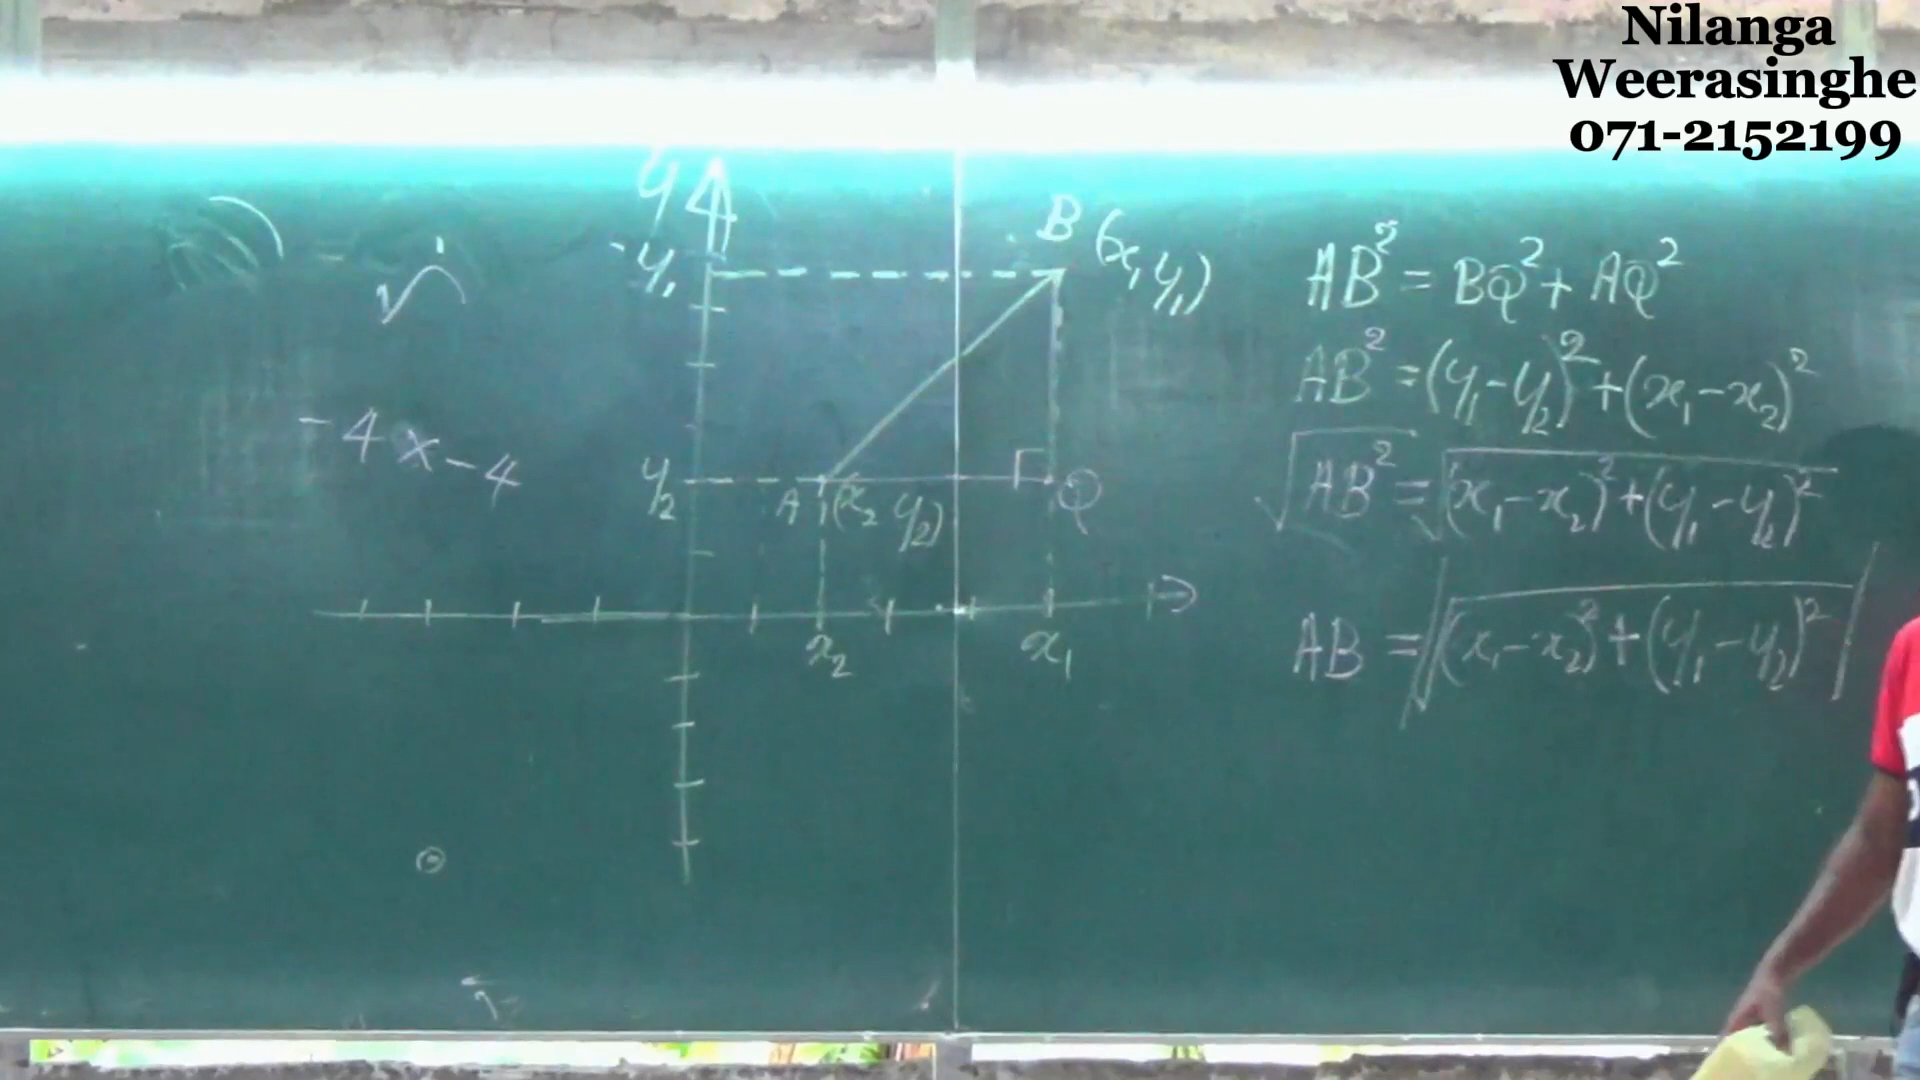 Nilanga
Weerasinghe
071-2152199
y
y₁
B (x₁ y₁)
-4 x -4
y₂
A (x₂ y₂)
Q
x₂
x₁
AB² = BQ² + AQ²
AB² = (y₁-y₂)² + (x₁-x₂)²
√AB² = √(x₁-x₂)²+(y₁-y₂)²
AB = |√(x₁-x₂)²+(y₁-y₂)²|